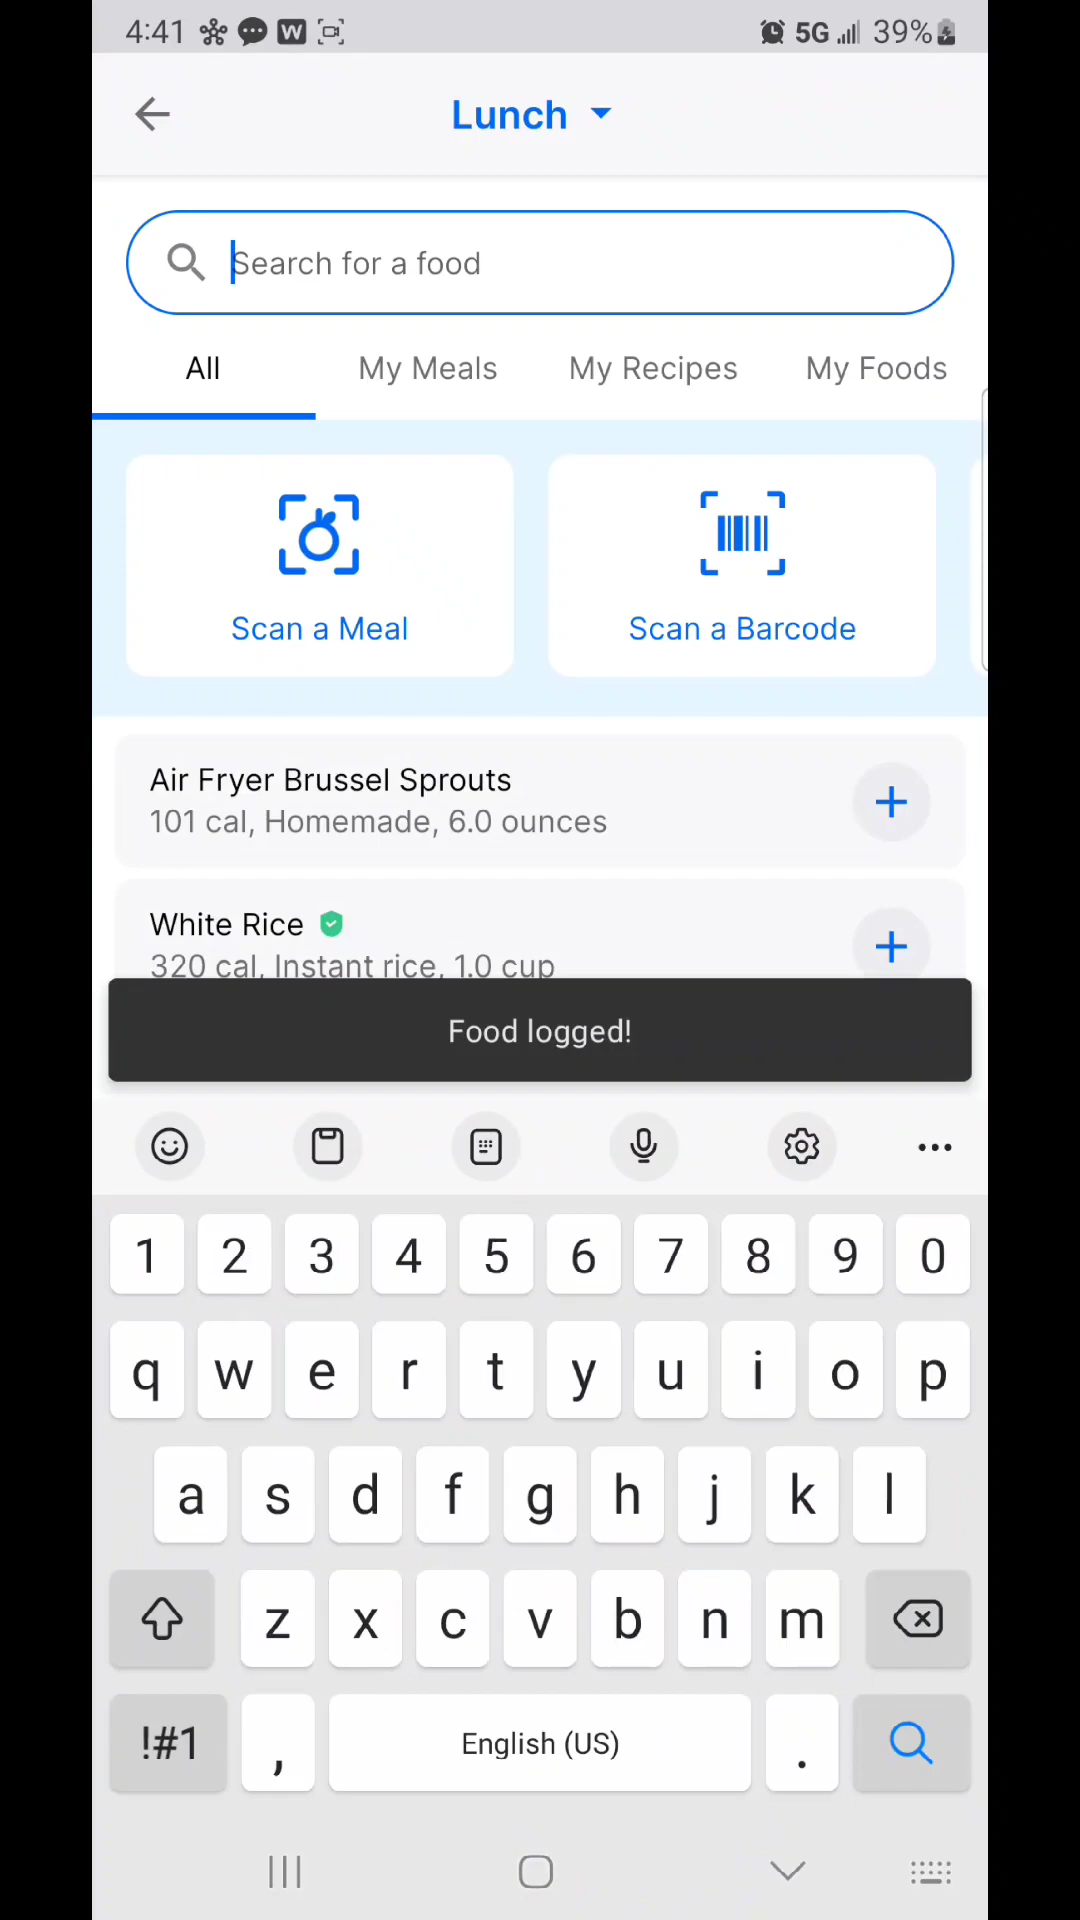 4:41 W 5G 39%
Lunch
Search for a food
All My Meals My Recipes My Foods
Scan a Meal Scan a Barcode
Air Fryer Brussel Sprouts
101 cal, Homemade, 6.0 ounces
White Rice
320 cal, Instant rice, 1.0 cup
Food logged!
1 2 3 4 5 6 7 8 9 0
q w e r t y u i o p
a s d f g h j k l
z x c v b n m
!#1 , English (US) .